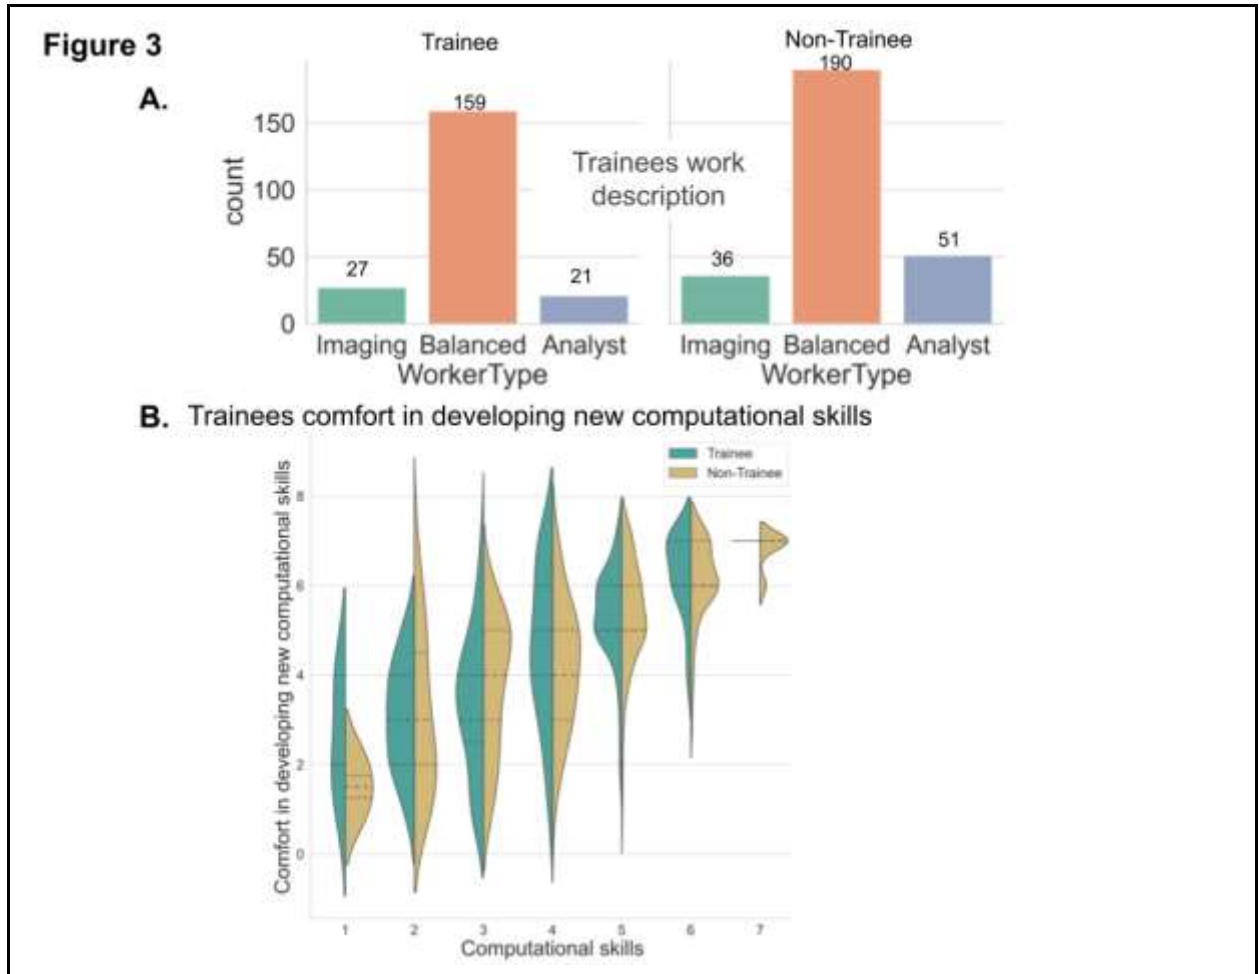 Figure 3
A.
Trainee
Non-Trainee
159
190
150
100
50
0
count
Trainees work
description
27
21
36
51
Imaging Balanced Analyst
WorkerType
Imaging Balanced Analyst
WorkerType
B. Trainees comfort in developing new computational skills
Trainee
Non-Trainee
Comfort in developing new computational skills
8
6
4
2
0
1 2 3 4 5 6 7
Computational skills